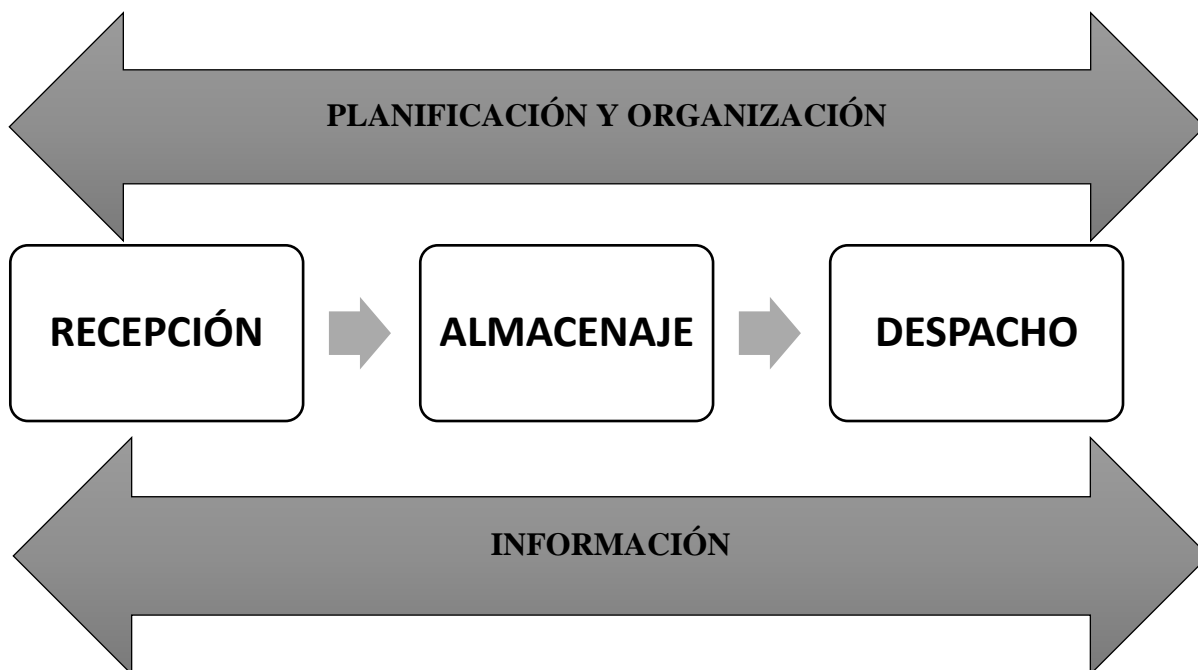 PLANIFICACIÓN Y ORGANIZACIÓN
RECEPCIÓN
ALMACENAJE
DESPACHO
INFORMACIÓN